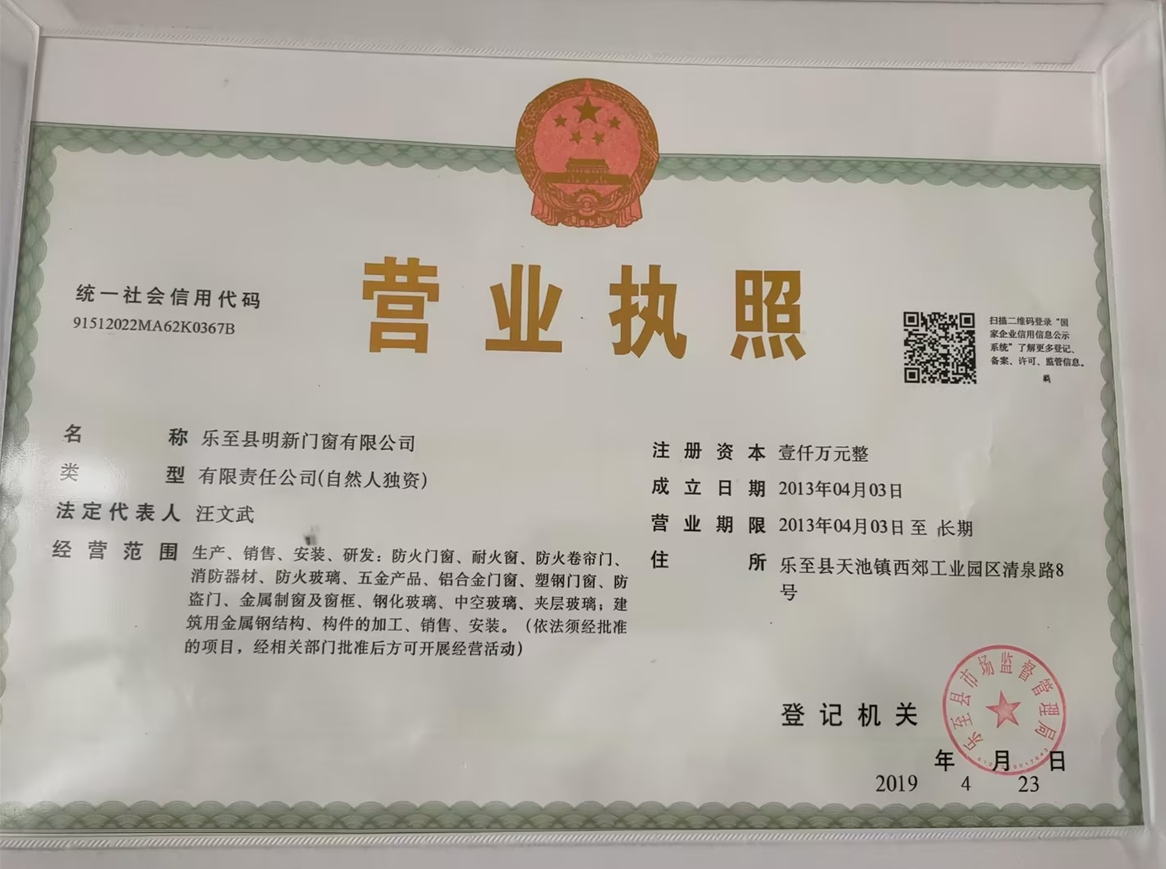 营业执照
统一社会信用代码
91512022MA62K0367B
扫描二维码登录“国
家企业信用信息公示
系统”了解更多登记、
备案、许可、监管信息。
名称 乐至县明新门窗有限公司
类型 有限责任公司(自然人独资)
法定代表人 汪文武
经营范围 生产、销售、安装、研发：防火门窗、耐火窗、防火卷帘门、
消防器材、防火玻璃、五金产品、铝合金门窗、塑钢门窗、防
盗门、金属制窗及窗框、钢化玻璃、中空玻璃、夹层玻璃；建
筑用金属钢结构、构件的加工、销售、安装。（依法须经批准
的项目，经相关部门批准后方可开展经营活动）
注册资本 壹仟万元整
成立日期 2013年04月03日
营业期限 2013年04月03日至 长期
住所 乐至县天池镇西郊工业园区清泉路8
号
登记机关
乐至县市场监督管理局
年 月 日
2019 4 23